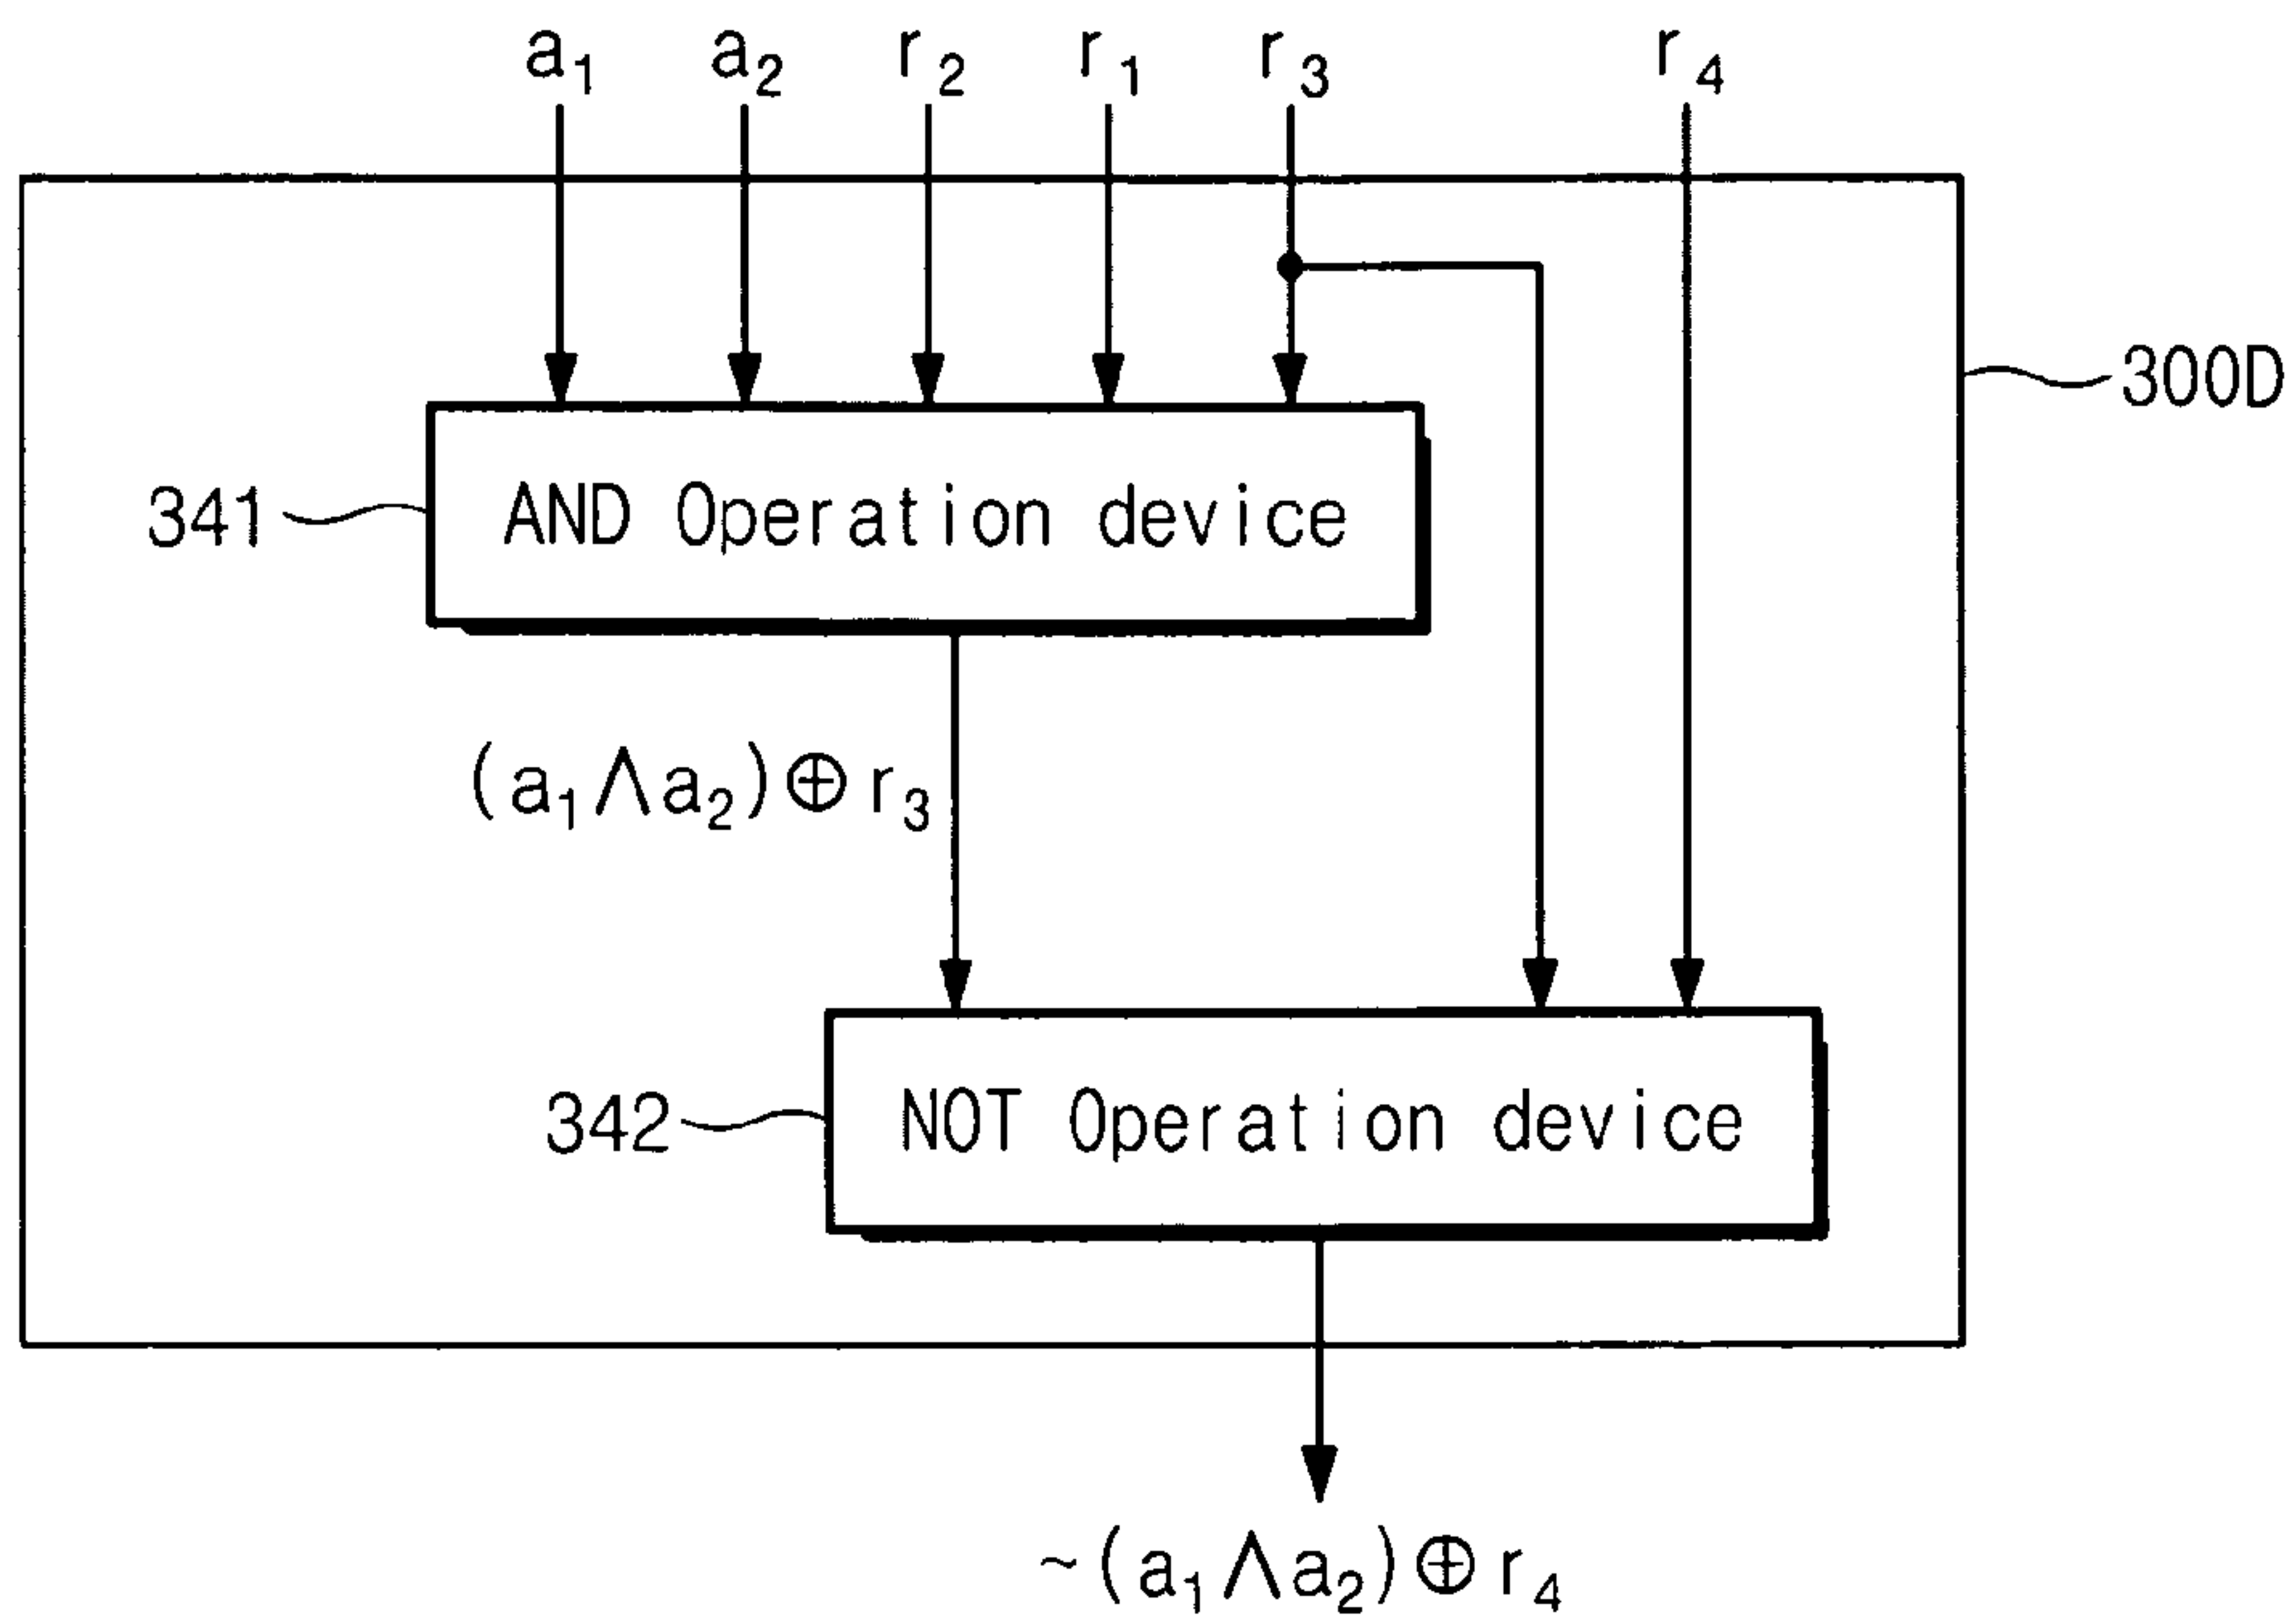 a₁ a₂ r₂ r₁ r₃ r₄
300D
341 AND Operation device
(a₁⋀a₂)⊕r₃
342 NOT Operation device
~(a₁⋀a₂)⊕r₄